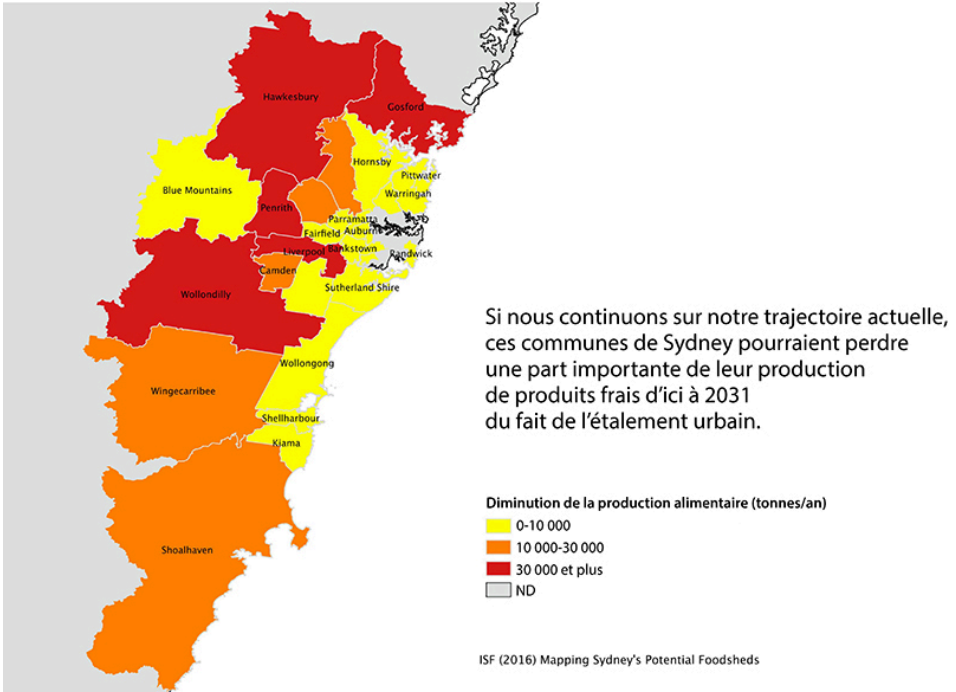 Hawkesbury
Gosford
Hornsby
Pittwater
Blue Mountains
Warringah
Penrith
Parramatta
Fairfield
Auburn
Liverpool
Bankstown
Randwick
Camden
Sutherland Shire
Wollondilly
Wollongong
Wingecarribee
Shellharbour
Kiama
Shoalhaven
Si nous continuons sur notre trajectoire actuelle,
ces communes de Sydney pourraient perdre
une part importante de leur production
de produits frais d’ici à 2031
du fait de l’étalement urbain.
Diminution de la production alimentaire (tonnes/an)
0-10 000
10 000-30 000
30 000 et plus
ND
ISF (2016) Mapping Sydney's Potential Foodsheds